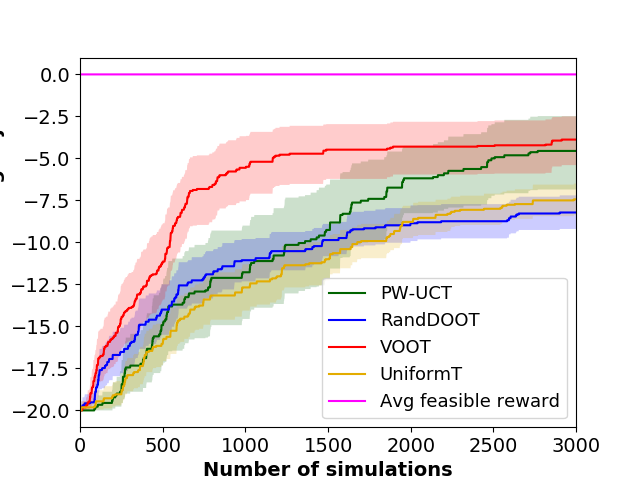 0.0
−2.5
−5.0
−7.5
−10.0
−12.5
−15.0
−17.5
−20.0
PW-UCT
RandDOOT
VOOT
UniformT
Avg feasible reward
0 500 1000 1500 2000 2500 3000
Number of simulations